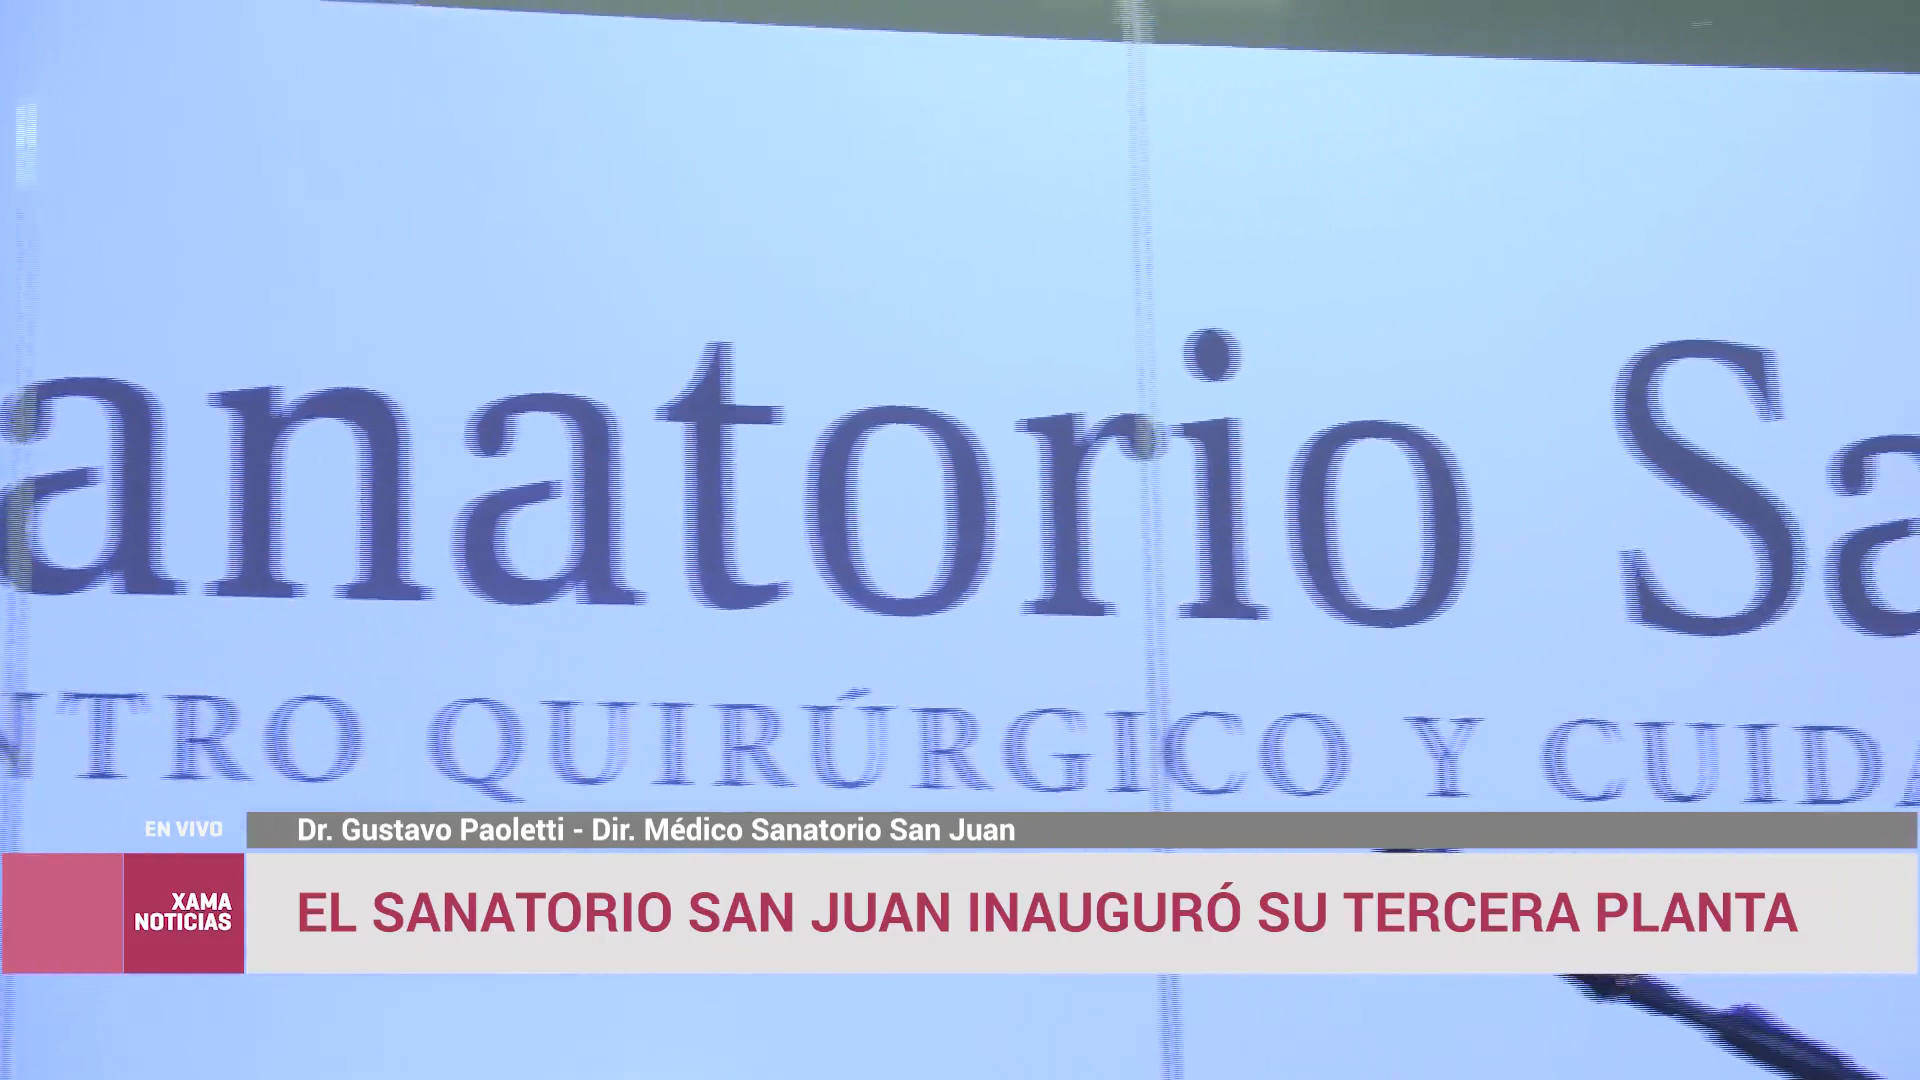 anatorio Sa
NTRO QUIRÚRGICO Y CUIDA
EN VIVO
Dr. Gustavo Paoletti - Dir. Médico Sanatorio San Juan
XAMA
NOTICIAS
EL SANATORIO SAN JUAN INAUGURÓ SU TERCERA PLANTA